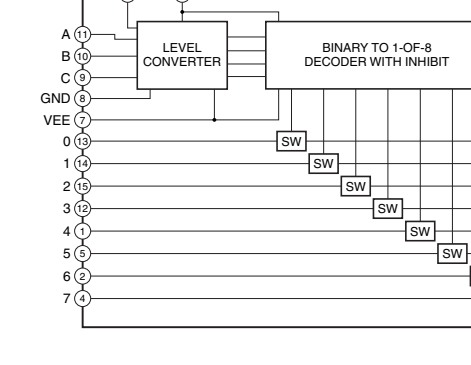 A 11
B 10
C 9
GND 8
VEE 7
LEVEL
CONVERTER
BINARY TO 1-OF-8
DECODER WITH INHIBIT
0 13
SW
1 14
SW
2 15
SW
3 12
SW
4 1
SW
5 5
SW
6 2
7 4